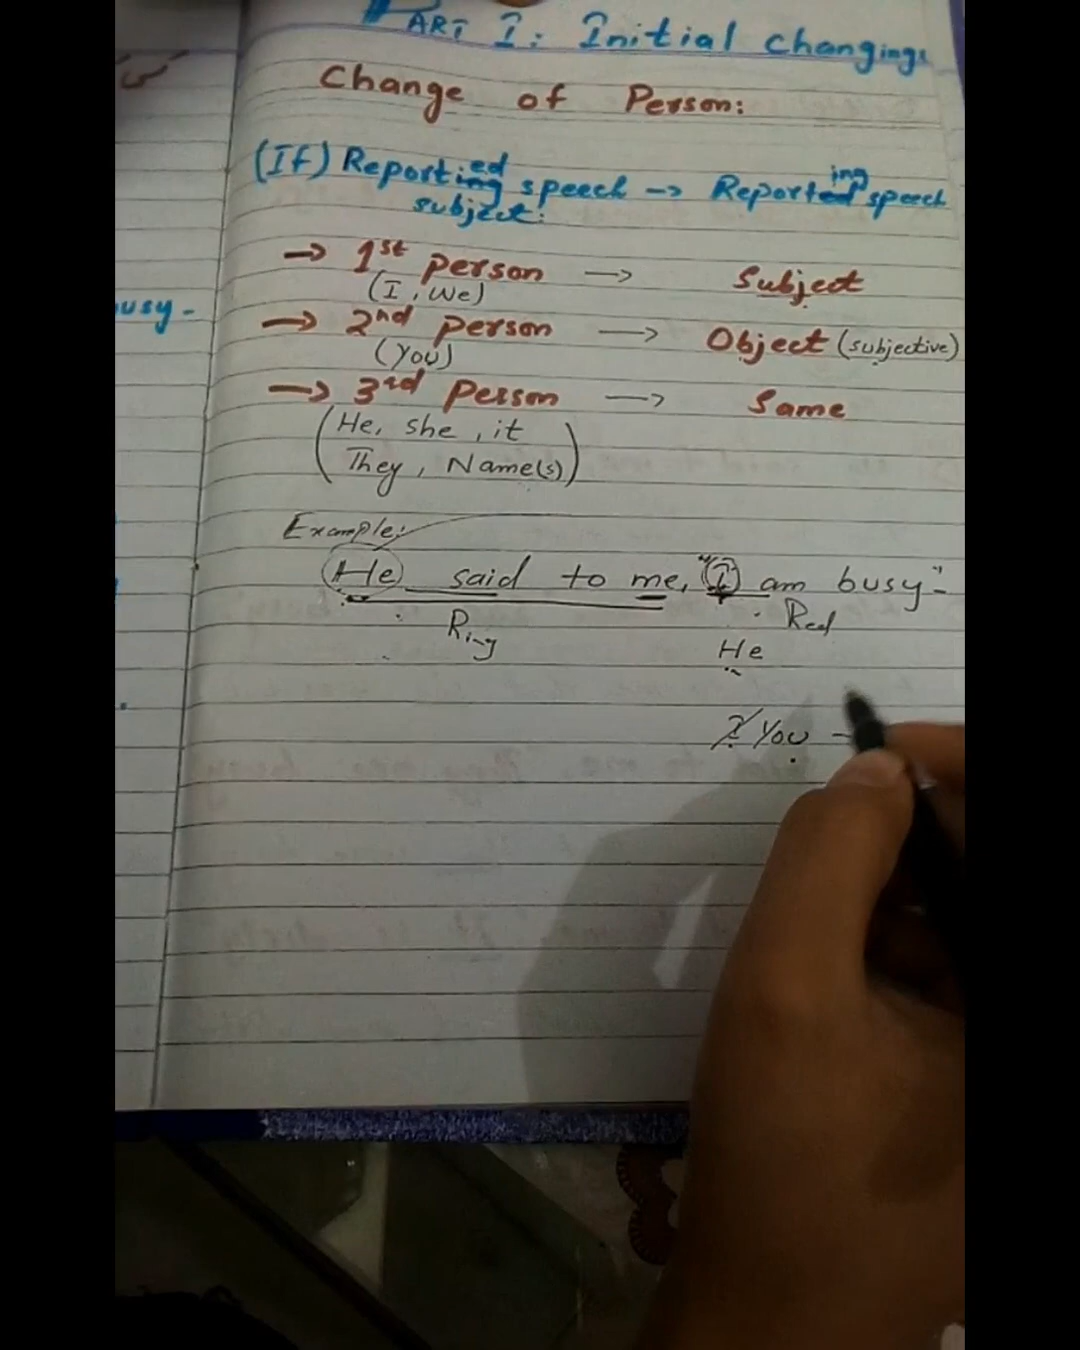 PART I: Initial Changings
Change of Person:
(If) Reported speech → Reporting speech
subject:
→ 1st person → Subject
(I, We)
→ 2nd person → Object (subjective)
(You)
→ 3rd Person → Same
(He, she, it
They, Name(s))
Example:
usy-
He said to me, "I am busy"-
Ring Red
He
2 You -